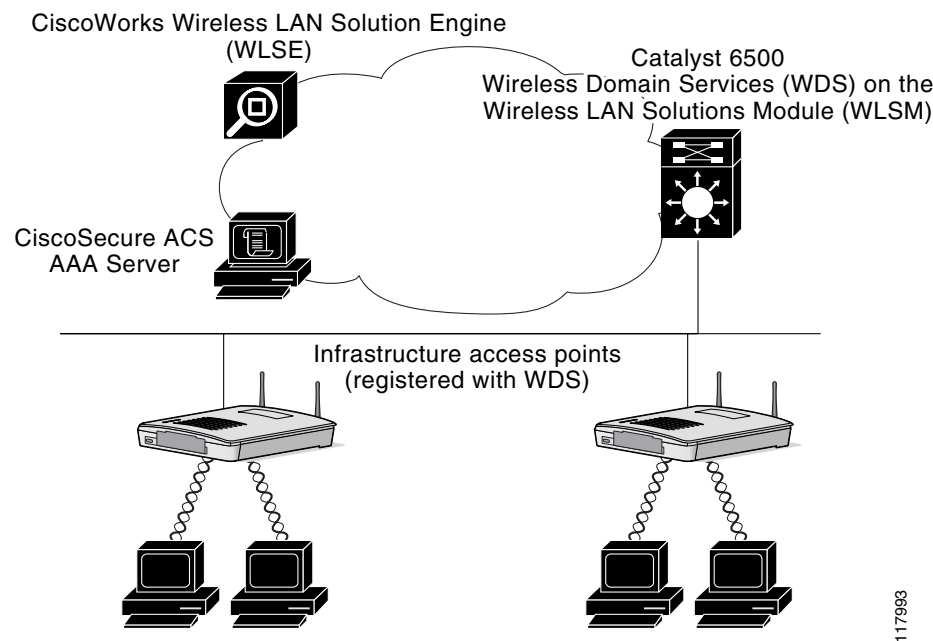 CiscoWorks Wireless LAN Solution Engine
(WLSE)
Catalyst 6500
Wireless Domain Services (WDS) on the
Wireless LAN Solutions Module (WLSM)
CiscoSecure ACS
AAA Server
Infrastructure access points
(registered with WDS)
117993